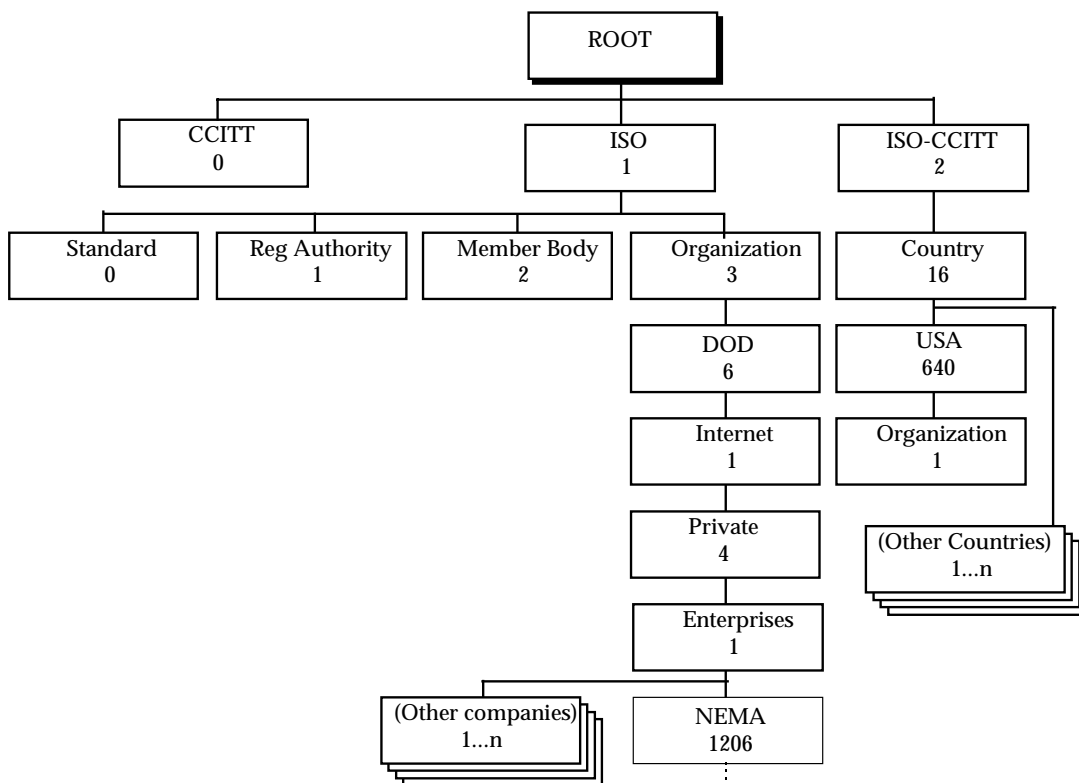 ROOT
CCITT
0
ISO
1
ISO-CCITT
2
Standard
0
Reg Authority
1
Member Body
2
Organization
3
Country
16
DOD
6
USA
640
Internet
1
Organization
1
Private
4
(Other Countries)
1...n
Enterprises
1
(Other companies)
1...n
NEMA
1206